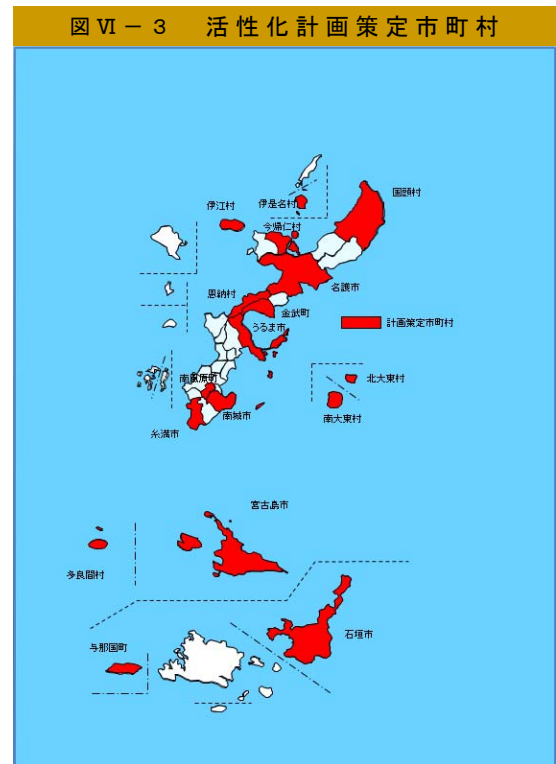 図Ⅵ－３　活性化計画策定市町村
国頭村
伊是名村
伊江村
今帰仁村
名護市
恩納村
金武町
うるま市
計画策定市町村
北大東村
南風原町
南大東村
南城市
糸満市
宮古島市
多良間村
石垣市
与那国町